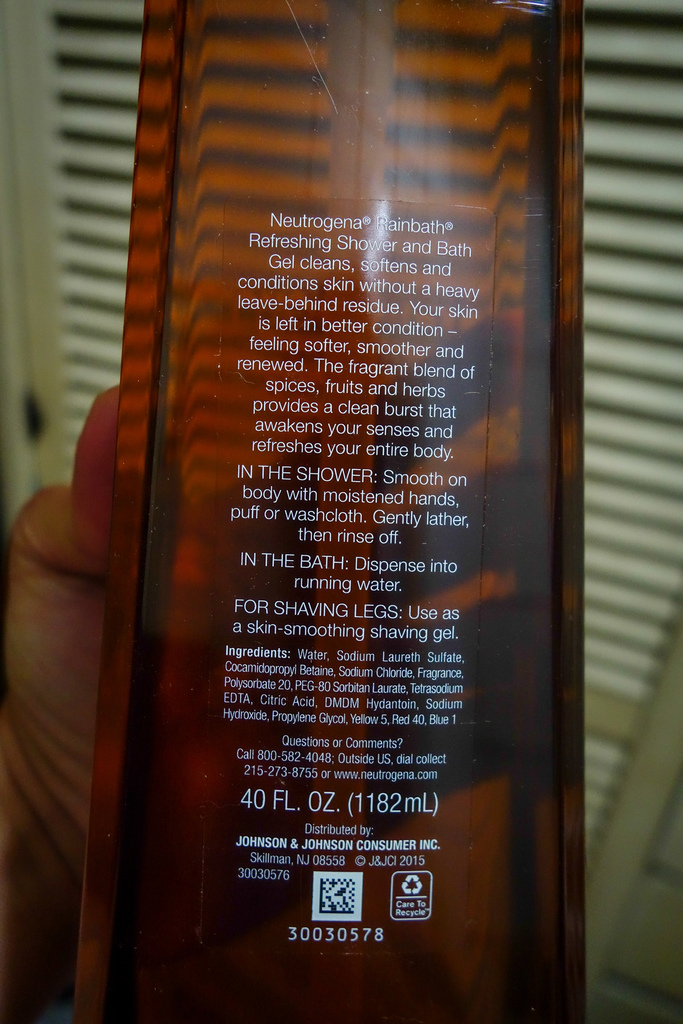 Neutrogena® Rainbath®
Refreshing Shower and Bath
Gel cleans, softens and
conditions skin without a heavy
leave-behind residue. Your skin
is left in better condition –
feeling softer, smoother and
renewed. The fragrant blend of
spices, fruits and herbs
provides a clean burst that
awakens your senses and
refreshes your entire body.
IN THE SHOWER: Smooth on
body with moistened hands,
puff or washcloth. Gently lather,
then rinse off.
IN THE BATH: Dispense into
running water.
FOR SHAVING LEGS: Use as
a skin-smoothing shaving gel.
Ingredients: Water, Sodium Laureth Sulfate,
Cocamidopropyl Betaine, Sodium Chloride, Fragrance,
Polysorbate 20, PEG-80 Sorbitan Laurate, Tetrasodium
EDTA, Citric Acid, DMDM Hydantoin, Sodium
Hydroxide, Propylene Glycol, Yellow 5, Red 40, Blue 1
Questions or Comments?
Call 800-582-4048; Outside US, dial collect
215-273-8755 or www.neutrogena.com
40 FL. OZ. (1182mL)
Distributed by:
JOHNSON & JOHNSON CONSUMER INC.
Skillman, NJ 08558 © J&JCI 2015
30030576
Care To
Recycle™
30030578